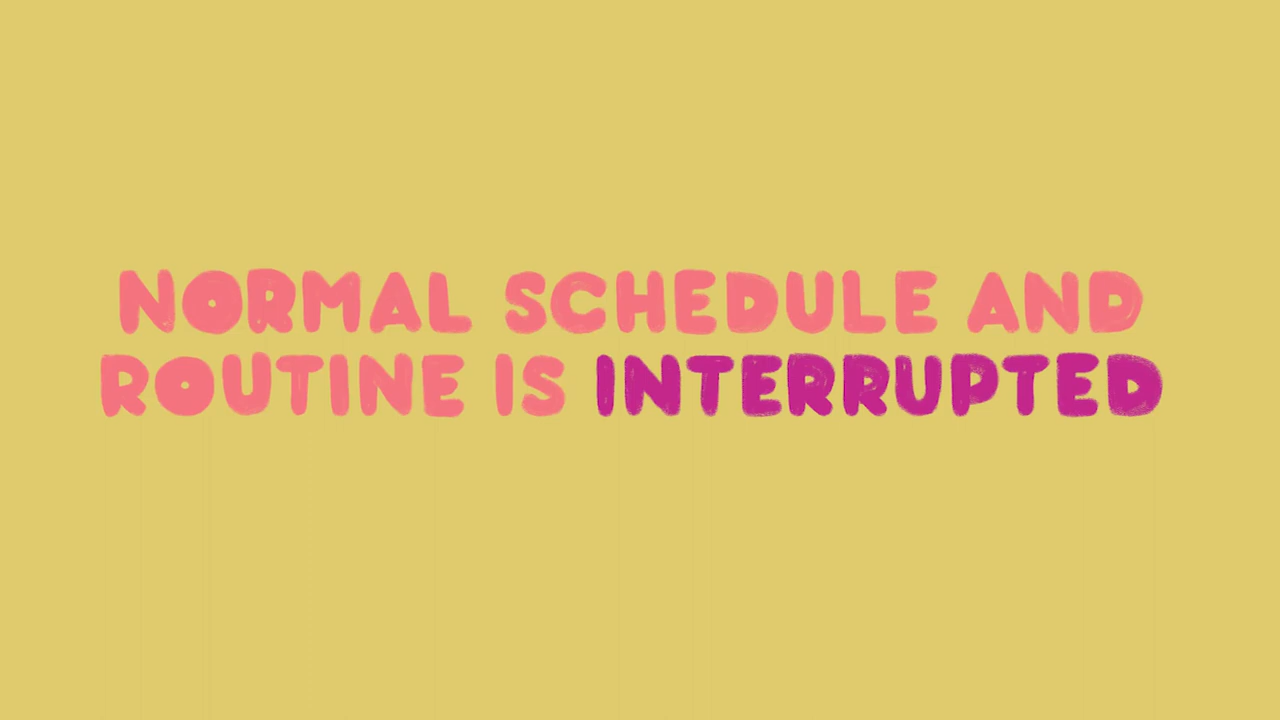 NORMAL SCHEDULE AND
ROUTINE IS INTERRUPTED